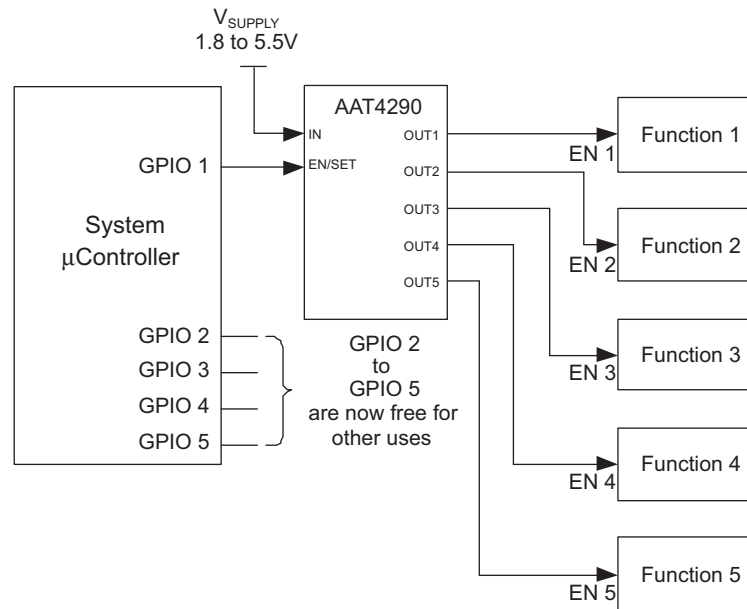 V_SUPPLY
1.8 to 5.5V
AAT4290
IN
EN/SET
OUT1
OUT2
OUT3
OUT4
OUT5
System
μController
GPIO 1
GPIO 2
GPIO 3
GPIO 4
GPIO 5
GPIO 2
to
GPIO 5
are now free for
other uses
EN 1
Function 1
EN 2
Function 2
EN 3
Function 3
EN 4
Function 4
EN 5
Function 5